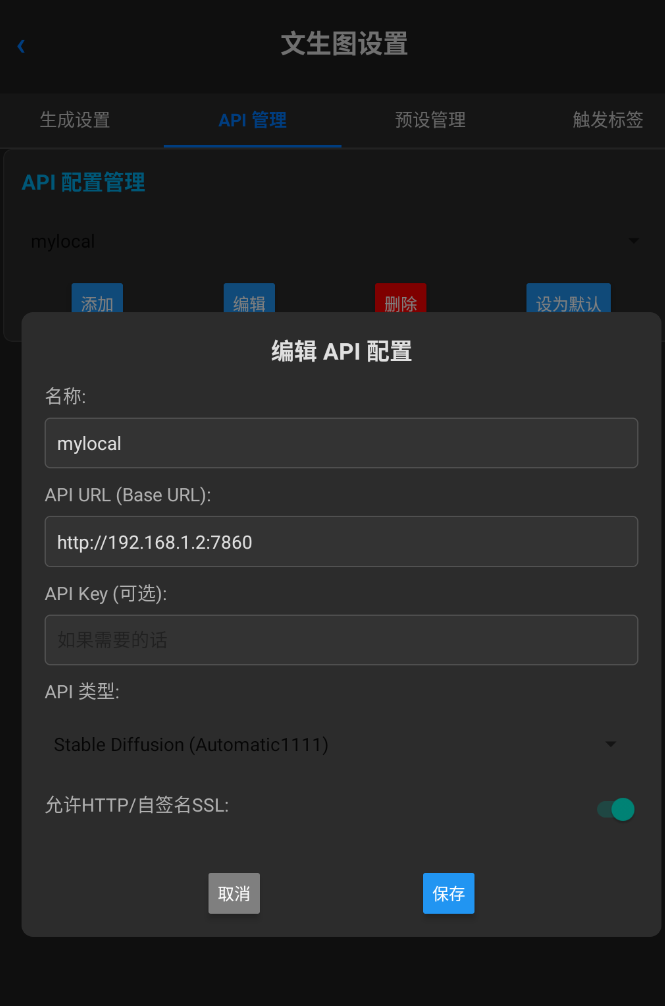 文生图设置
生成设置 API 管理 预设管理 触发标签
API 配置管理
mylocal
添加 编辑 删除 设为默认
编辑 API 配置
名称:
mylocal
API URL (Base URL):
http://192.168.1.2:7860
API Key (可选):
如果需要的话
API 类型:
Stable Diffusion (Automatic1111)
允许HTTP/自签名SSL:
取消 保存